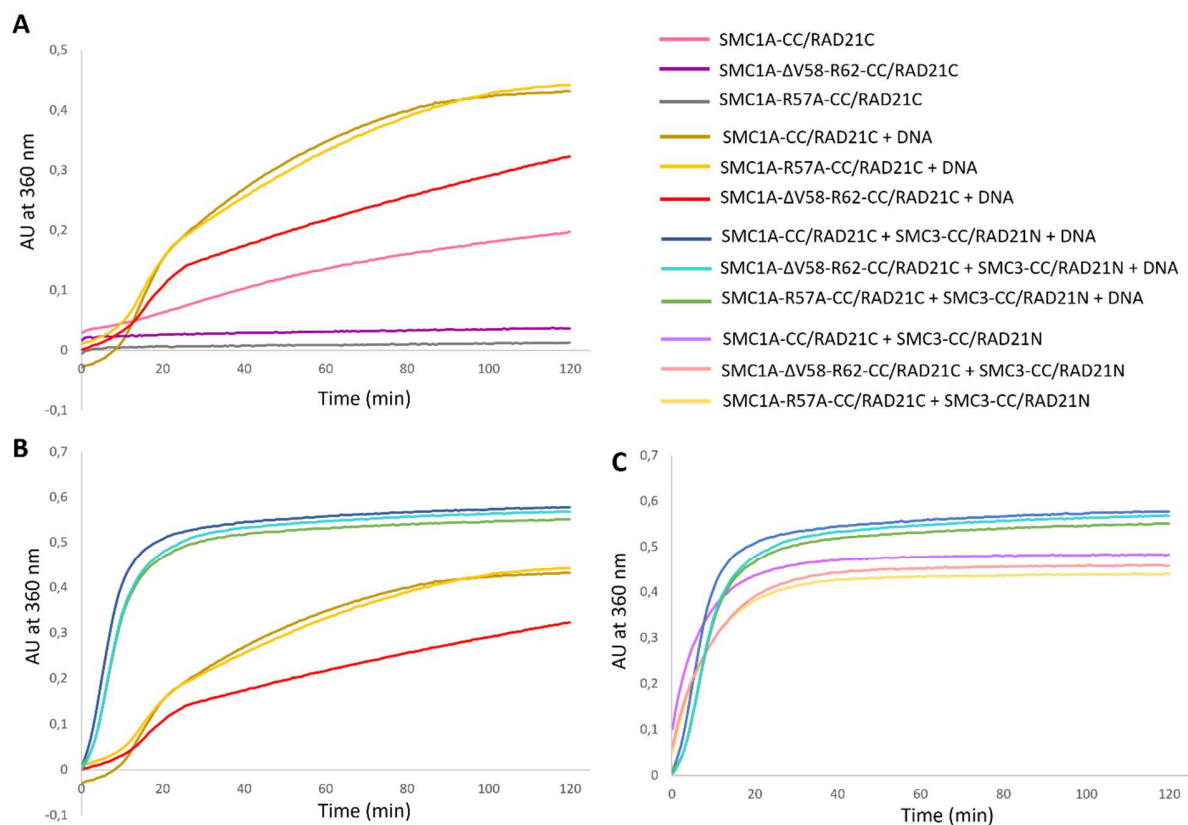 A
AU at 360 nm
0,5
0,4
0,3
0,2
0,1
0
-0,1
0 20 40 60 80 100 120
Time (min)
SMC1A-CC/RAD21C
SMC1A-ΔV58-R62-CC/RAD21C
SMC1A-R57A-CC/RAD21C
SMC1A-CC/RAD21C + DNA
SMC1A-R57A-CC/RAD21C + DNA
SMC1A-ΔV58-R62-CC/RAD21C + DNA
SMC1A-CC/RAD21C + SMC3-CC/RAD21N + DNA
SMC1A-ΔV58-R62-CC/RAD21C + SMC3-CC/RAD21N + DNA
SMC1A-R57A-CC/RAD21C + SMC3-CC/RAD21N + DNA
SMC1A-CC/RAD21C + SMC3-CC/RAD21N
SMC1A-ΔV58-R62-CC/RAD21C + SMC3-CC/RAD21N
SMC1A-R57A-CC/RAD21C + SMC3-CC/RAD21N
B
AU at 360 nm
0,7
0,6
0,5
0,4
0,3
0,2
0,1
0
-0,1
0 20 40 60 80 100 120
Time (min)
C
AU at 360 nm
0,7
0,6
0,5
0,4
0,3
0,2
0,1
0
0 20 40 60 80 100 120
Time (min)